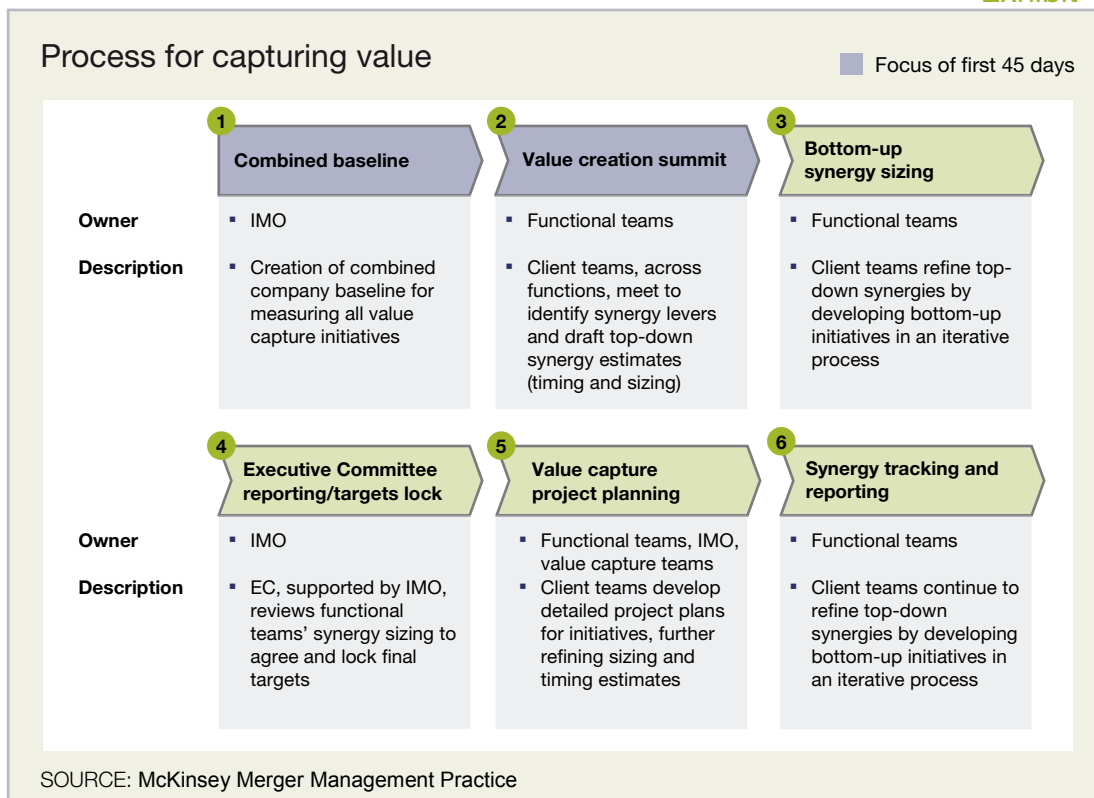 Exhibit
Process for capturing value
Focus of first 45 days
1
Combined baseline
2
Value creation summit
3
Bottom-up
synergy sizing
Owner
▪ IMO
▪ Functional teams
▪ Functional teams
Description
▪ Creation of combined
company baseline for
measuring all value
capture initiatives
▪ Client teams, across
functions, meet to
identify synergy levers
and draft top-down
synergy estimates
(timing and sizing)
▪ Client teams refine top-
down synergies by
developing bottom-up
initiatives in an iterative
process
4
Executive Committee
reporting/targets lock
5
Value capture
project planning
6
Synergy tracking and
reporting
Owner
▪ IMO
▪ Functional teams, IMO,
value capture teams
▪ Functional teams
Description
▪ EC, supported by IMO,
reviews functional
teams’ synergy sizing to
agree and lock final
targets
▪ Client teams develop
detailed project plans
for initiatives, further
refining sizing and
timing estimates
▪ Client teams continue to
refine top-down
synergies by developing
bottom-up initiatives in
an iterative process
SOURCE: McKinsey Merger Management Practice